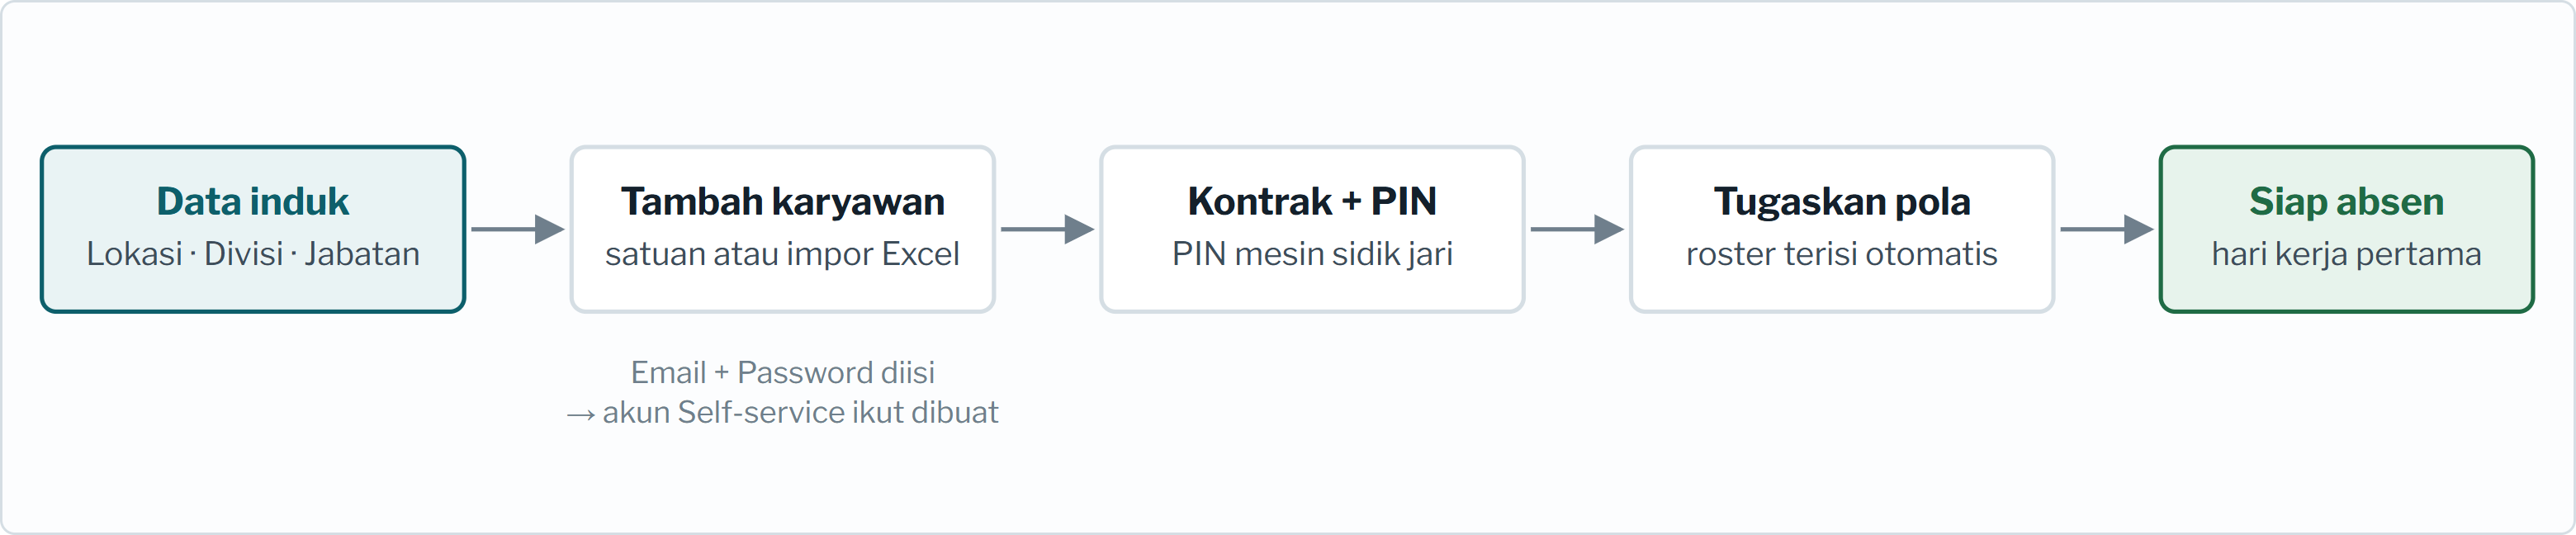 Data induk
Lokasi · Divisi · Jabatan
Tambah karyawan
satuan atau impor Excel
Email + Password diisi
→ akun Self-service ikut dibuat
Kontrak + PIN
PIN mesin sidik jari
Tugaskan pola
roster terisi otomatis
Siap absen
hari kerja pertama